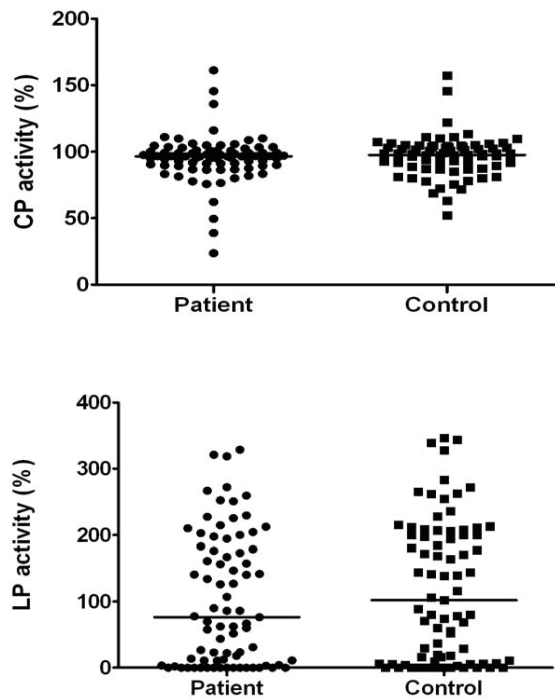 CP activity (%)
200
150
100
50
0
Patient Control
LP activity (%)
400
300
200
100
0
Patient Control